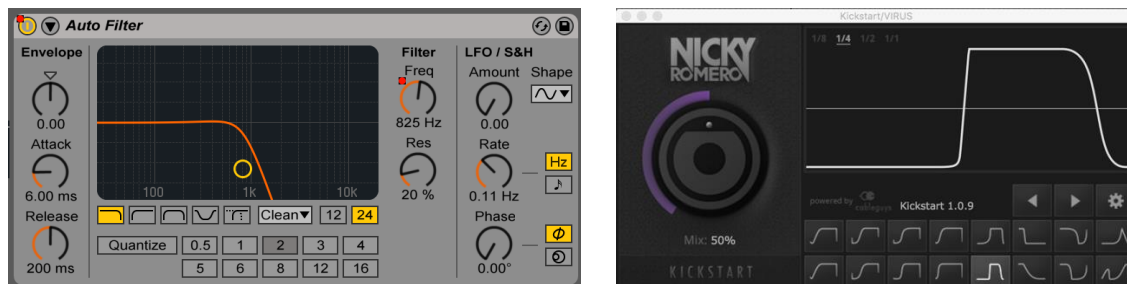 Auto Filter
Envelope
0.00
Attack
6.00 ms
Release
200 ms
100 1k 10k
Clean 12 24
Quantize 0.5 1 2 3 4
5 6 8 12 16
Filter
Freq
825 Hz
Res
20 %
LFO / S&H
Amount Shape
0.00
Rate
Hz
0.11 Hz
Phase
0.00°
Kickstart/VIRUS
NICKY
ROMERO
Mix: 50%
KICKSTART
1/8 1/4 1/2 1/1
powered by cableguys Kickstart 1.0.9